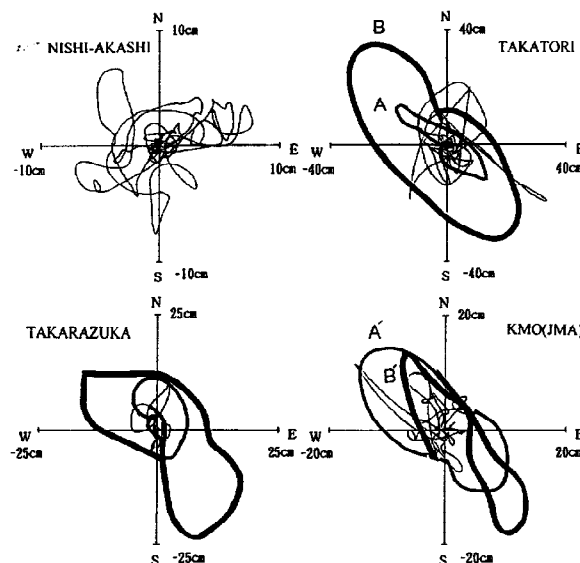 N
10cm
NISHI-AKASHI
W
-10cm
E
10cm
S
-10cm
N
40cm
TAKATORI
B
A
W
-40cm
E
40cm
S
-40cm
N
25cm
TAKARAZUKA
W
-25cm
E
25cm
S
-25cm
N
20cm
KMO(JMA)
A´
B´
W
-20cm
E
20cm
S
-20cm